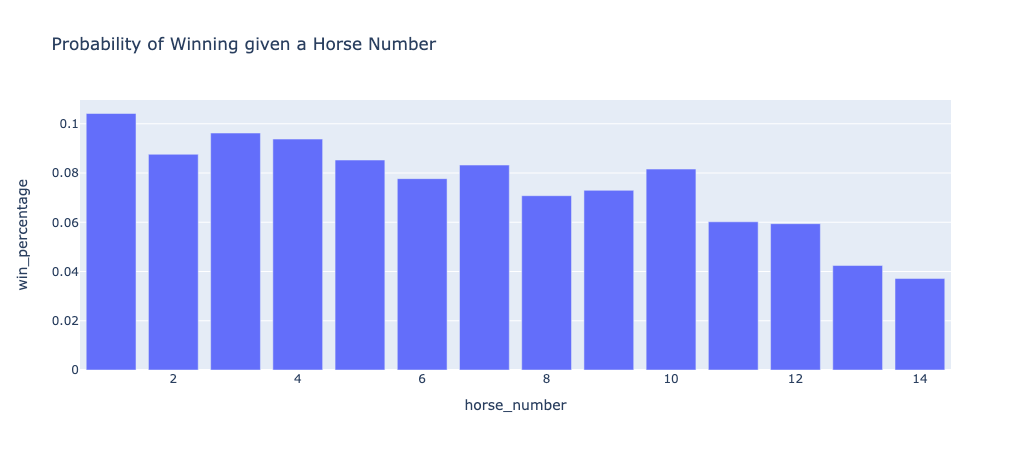 Probability of Winning given a Horse Number
win_percentage
0.1
0.08
0.06
0.04
0.02
0
2 4 6 8 10 12 14
horse_number